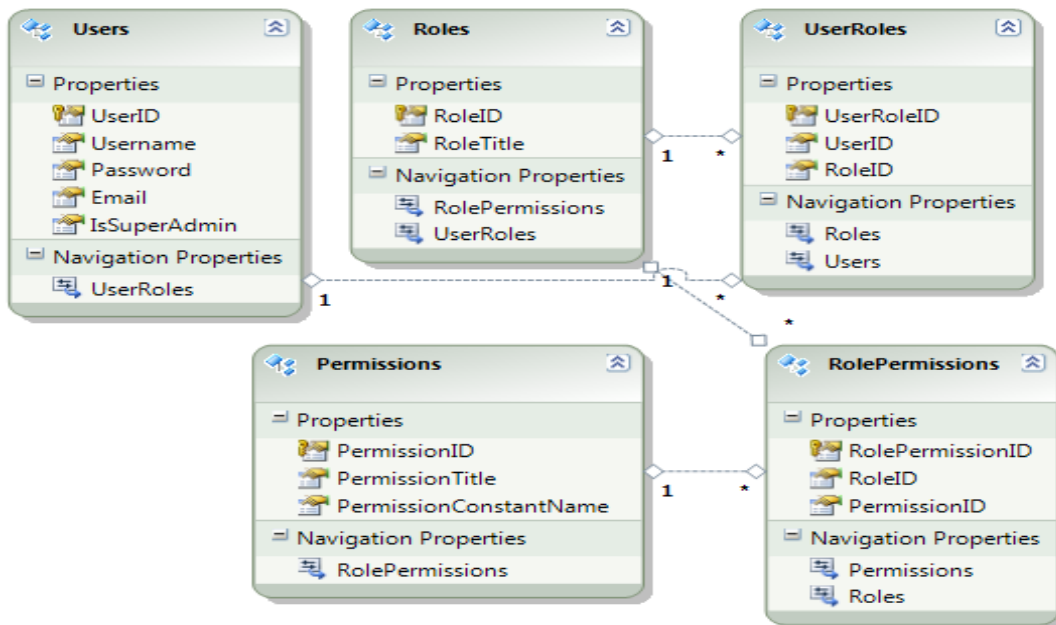 Users
Properties
UserID
Username
Password
Email
IsSuperAdmin
Navigation Properties
UserRoles
Roles
Properties
RoleID
RoleTitle
Navigation Properties
RolePermissions
UserRoles
UserRoles
Properties
UserRoleID
UserID
RoleID
Navigation Properties
Roles
Users
1
*
1
1
*
*
Permissions
Properties
PermissionID
PermissionTitle
PermissionConstantName
Navigation Properties
RolePermissions
1
*
RolePermissions
Properties
RolePermissionID
RoleID
PermissionID
Navigation Properties
Permissions
Roles